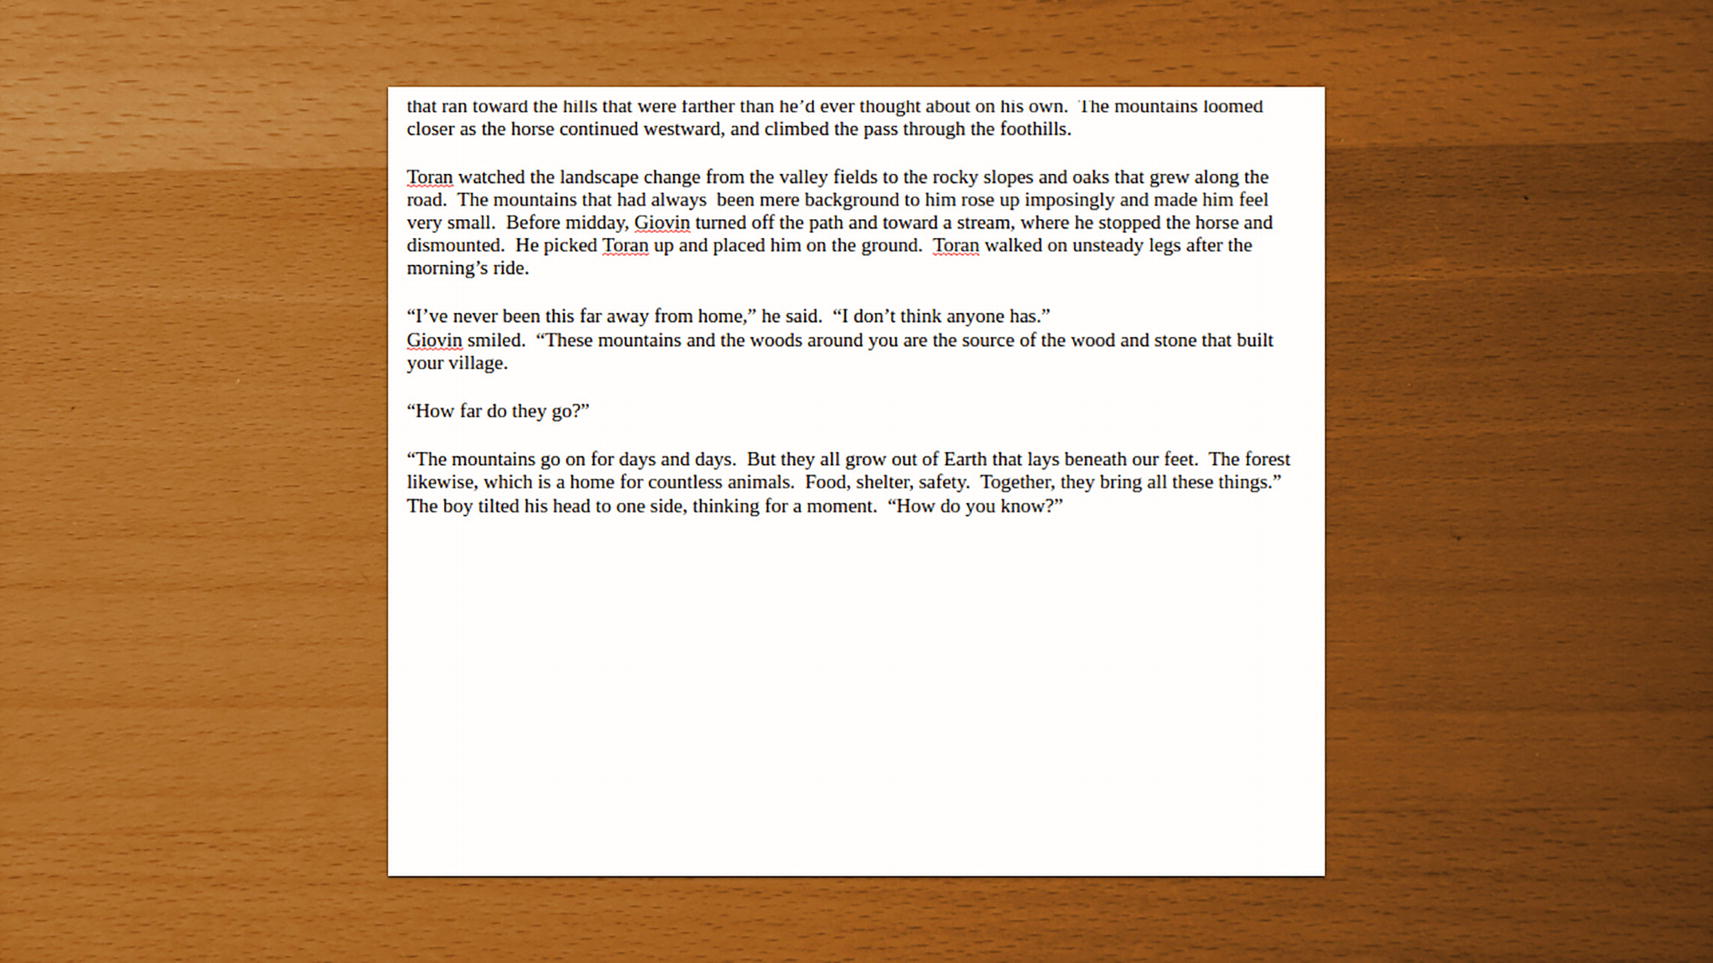 that ran toward the hills that were farther than he’d ever thought about on his own.  The mountains loomed
closer as the horse continued westward, and climbed the pass through the foothills.
Toran watched the landscape change from the valley fields to the rocky slopes and oaks that grew along the
road.  The mountains that had always  been mere background to him rose up imposingly and made him feel
very small.  Before midday, Giovin turned off the path and toward a stream, where he stopped the horse and
dismounted.  He picked Toran up and placed him on the ground.  Toran walked on unsteady legs after the
morning’s ride.
“I’ve never been this far away from home,” he said.  “I don’t think anyone has.”
Giovin smiled.  “These mountains and the woods around you are the source of the wood and stone that built
your village.
“How far do they go?”
“The mountains go on for days and days.  But they all grow out of Earth that lays beneath our feet.  The forest
likewise, which is a home for countless animals.  Food, shelter, safety.  Together, they bring all these things.”
The boy tilted his head to one side, thinking for a moment.  “How do you know?”